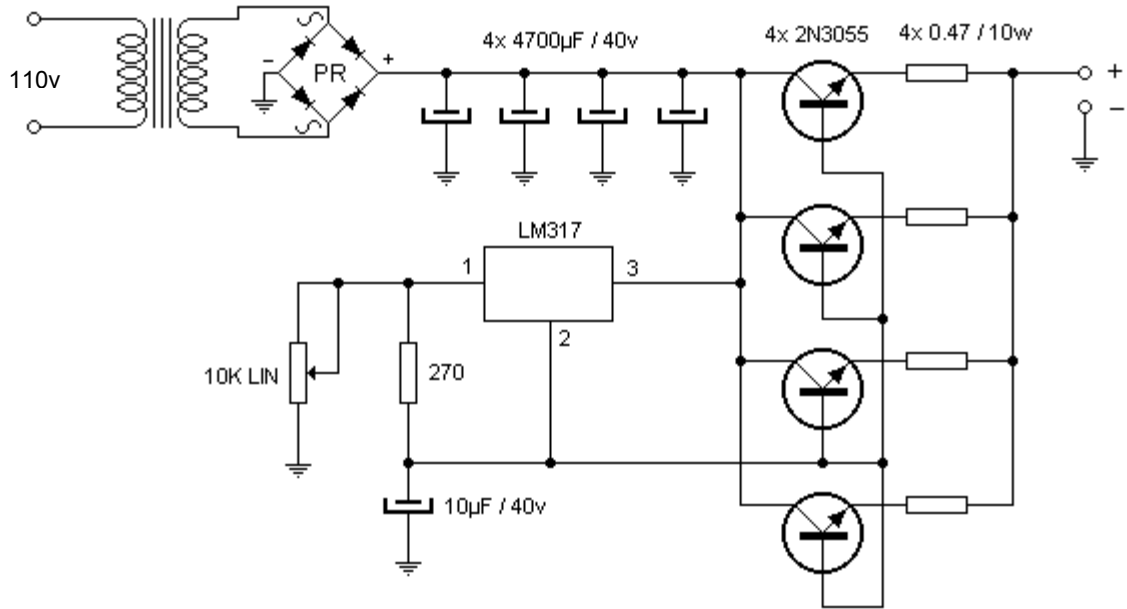 4x 4700µF / 40v
4x 2N3055
4x 0.47 / 10w
110v
PR
-
+
+
-
LM317
1
3
2
10K LIN
270
10µF / 40v